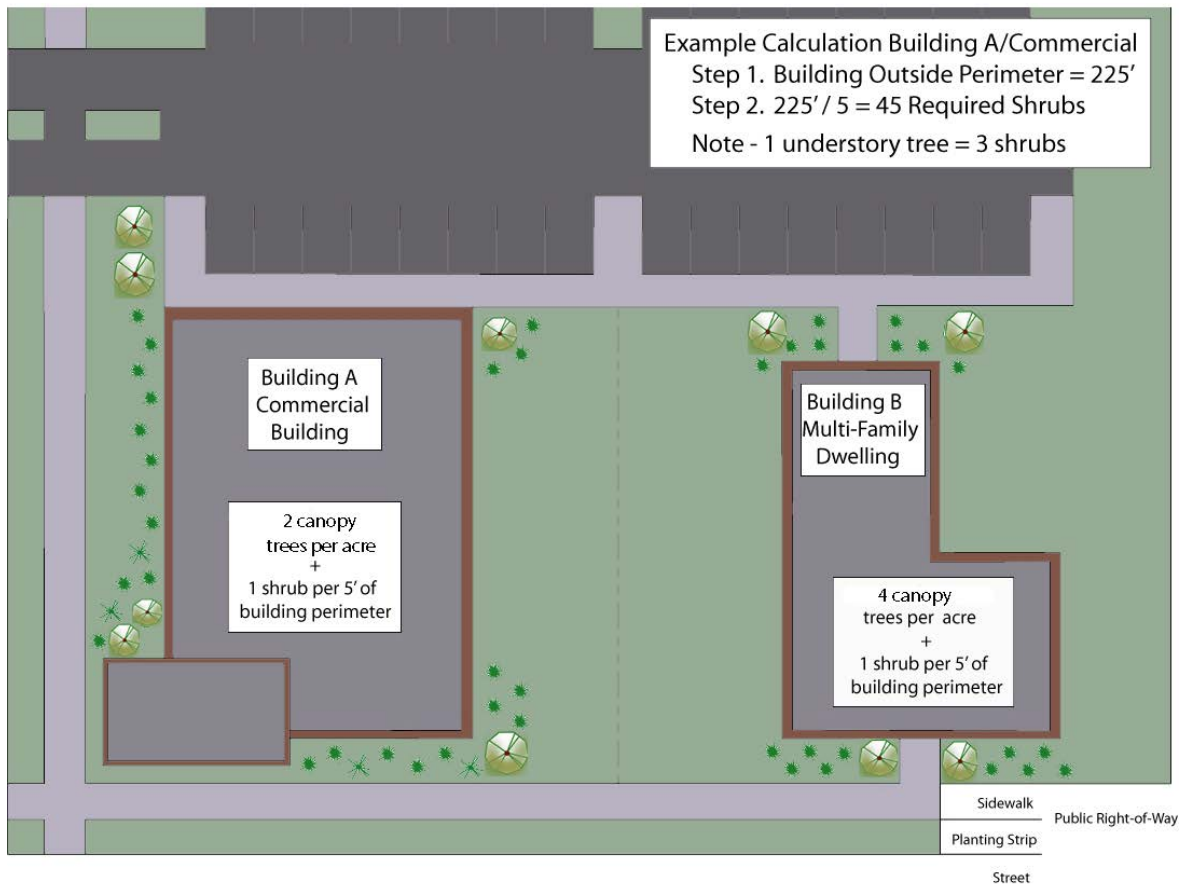 Example Calculation Building A/Commercial
Step 1. Building Outside Perimeter = 225'
Step 2. 225' / 5 = 45 Required Shrubs
Note - 1 understory tree = 3 shrubs
Building A
Commercial
Building
2 canopy
trees per acre
+
1 shrub per 5' of
building perimeter
Building B
Multi-Family
Dwelling
4 canopy
trees per acre
+
1 shrub per 5' of
building perimeter
Sidewalk
Public Right-of-Way
Planting Strip
Street